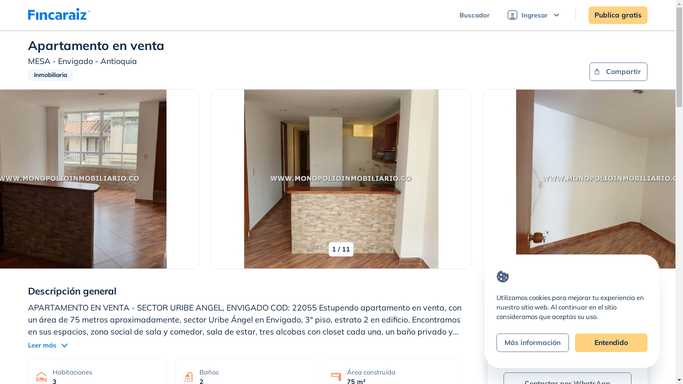 Fincaraiz
Buscador
Ingresar
Publica gratis
Apartamento en venta
MESA - Envigado - Antioquia
Inmobiliaria
Compartir
WWW.MONOPOLIOINMOBILIARIO.CO
WWW.MONOPOLIOINMOBILIARIO.CO
WWW.MONOPOLIOINMOBILIARIO
1 / 11
Descripción general
APARTAMENTO EN VENTA - SECTOR URIBE ANGEL, ENVIGADO COD: 22055 Estupendo apartamento en venta, con
un área de 75 metros aproximadamente, sector Uribe Ángel en Envigado, 3° piso, estrato 2 en edificio. Encontramos
en sus espacios, zona social de sala y comedor, sala de estar, tres alcobas con closet cada una, un baño privado y...
Leer más
Habitaciones
3
Baños
2
Área construida
75 m²
Utilizamos cookies para mejorar tu experiencia en
nuestro sitio web. Al continuar en el sitio
consideramos que aceptas su uso.
Más información
Entendido
Contactar por WhatsApp